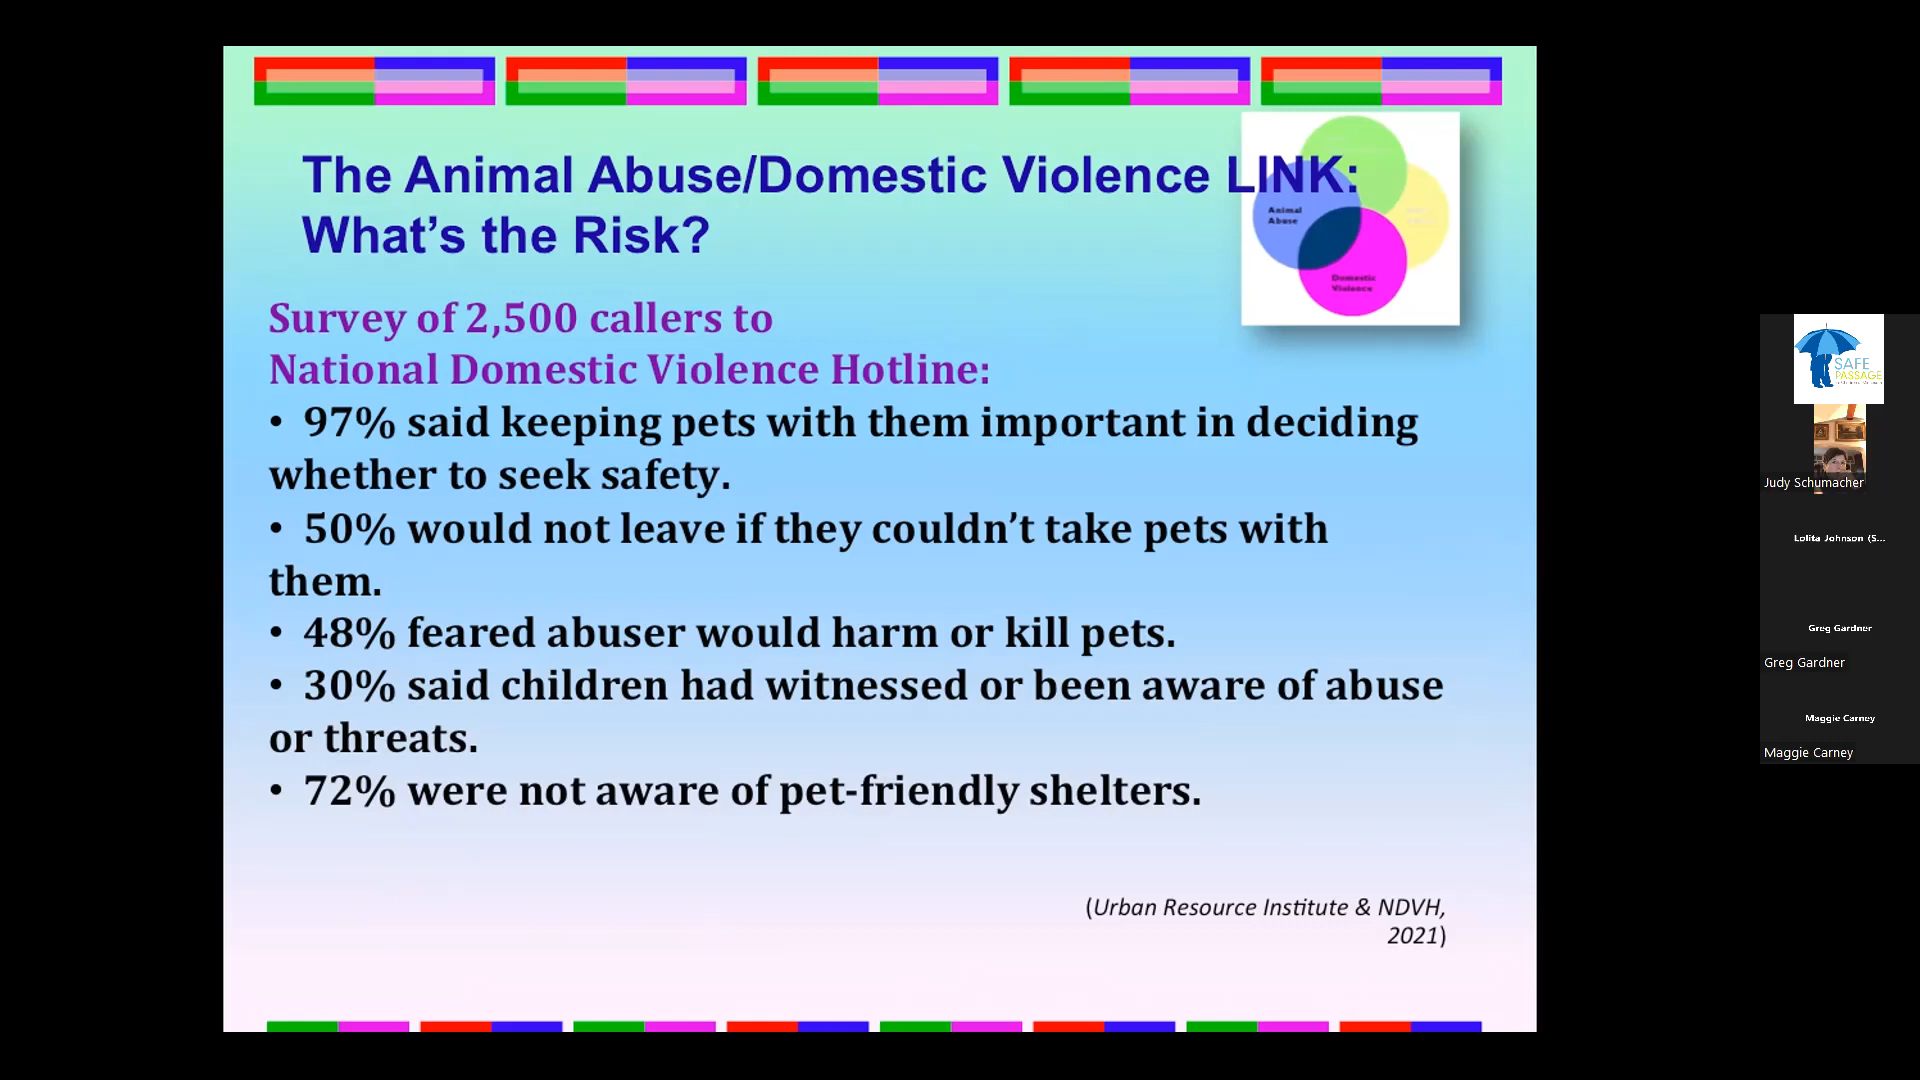 The Animal Abuse/Domestic Violence LINK:
What’s the Risk?
Animal
Abuse
Domestic
Violence
Survey of 2,500 callers to
National Domestic Violence Hotline:
• 97% said keeping pets with them important in deciding
whether to seek safety.
• 50% would not leave if they couldn’t take pets with
them.
• 48% feared abuser would harm or kill pets.
• 30% said children had witnessed or been aware of abuse
or threats.
• 72% were not aware of pet-friendly shelters.
(Urban Resource Institute & NDVH,
2021)
SAFE
PASSAGE
Judy Schumacher
Lolita Johnson (S...
Greg Gardner
Greg Gardner
Maggie Carney
Maggie Carney